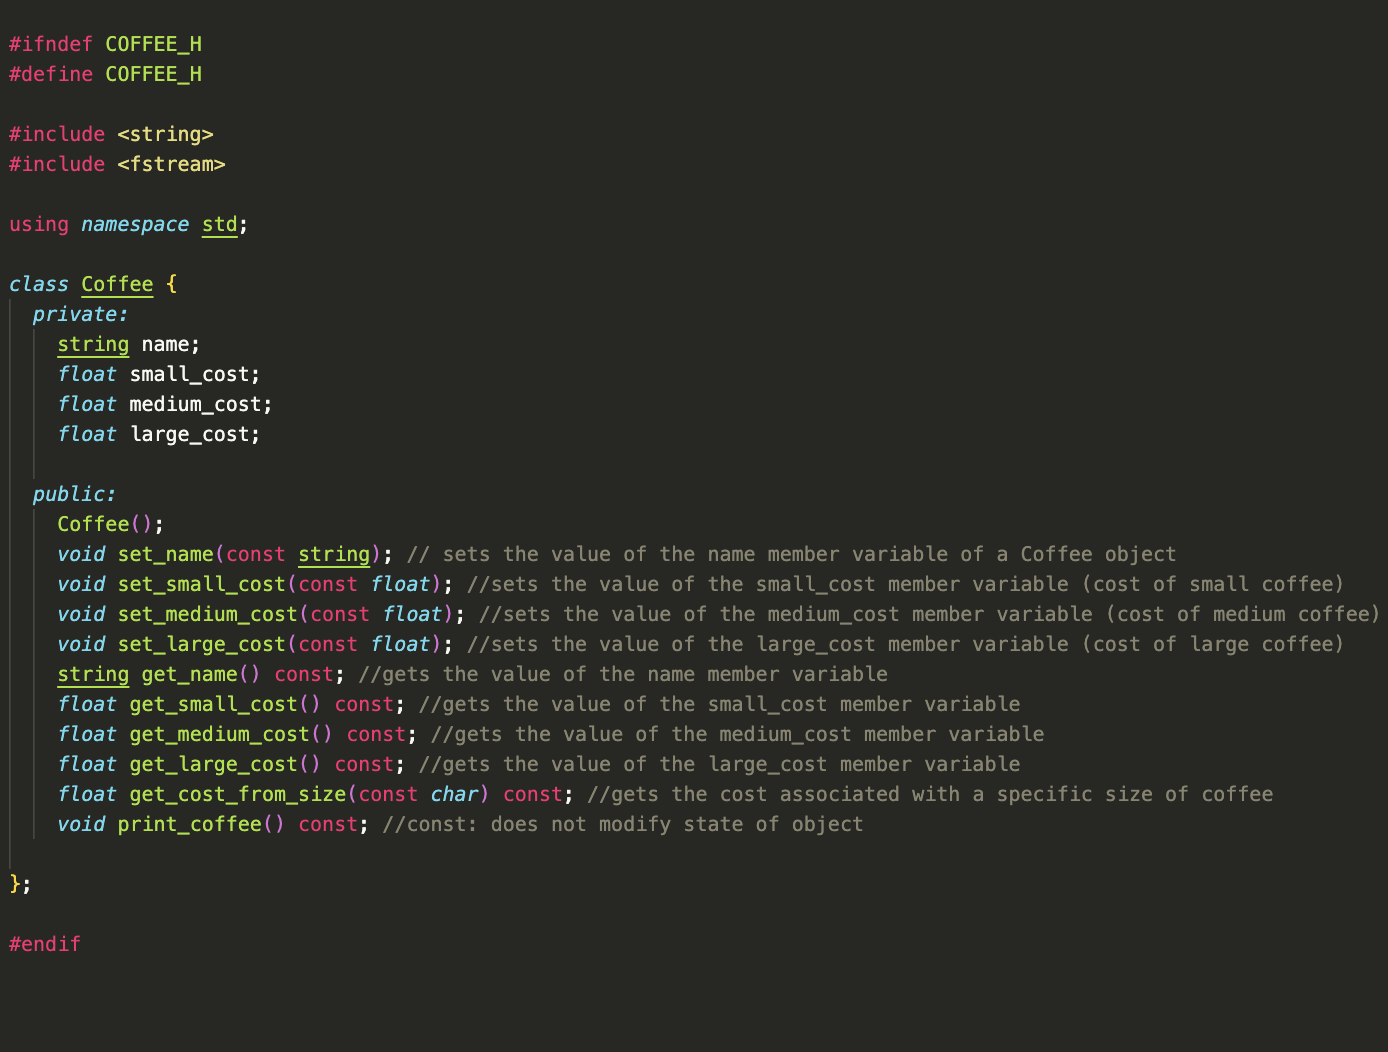 #ifndef COFFEE_H
#define COFFEE_H
#include <string>
#include <fstream>
using namespace std;
class Coffee {
private:
string name;
float small_cost;
float medium_cost;
float large_cost;
public:
Coffee();
void set_name(const string); // sets the value of the name member variable of a Coffee object
void set_small_cost(const float); //sets the value of the small_cost member variable (cost of small coffee)
void set_medium_cost(const float); //sets the value of the medium_cost member variable (cost of medium coffee)
void set_large_cost(const float); //sets the value of the large_cost member variable (cost of large coffee)
string get_name() const; //gets the value of the name member variable
float get_small_cost() const; //gets the value of the small_cost member variable
float get_medium_cost() const; //gets the value of the medium_cost member variable
float get_large_cost() const; //gets the value of the large_cost member variable
float get_cost_from_size(const char) const; //gets the cost associated with a specific size of coffee
void print_coffee() const; //const: does not modify state of object
};
#endif